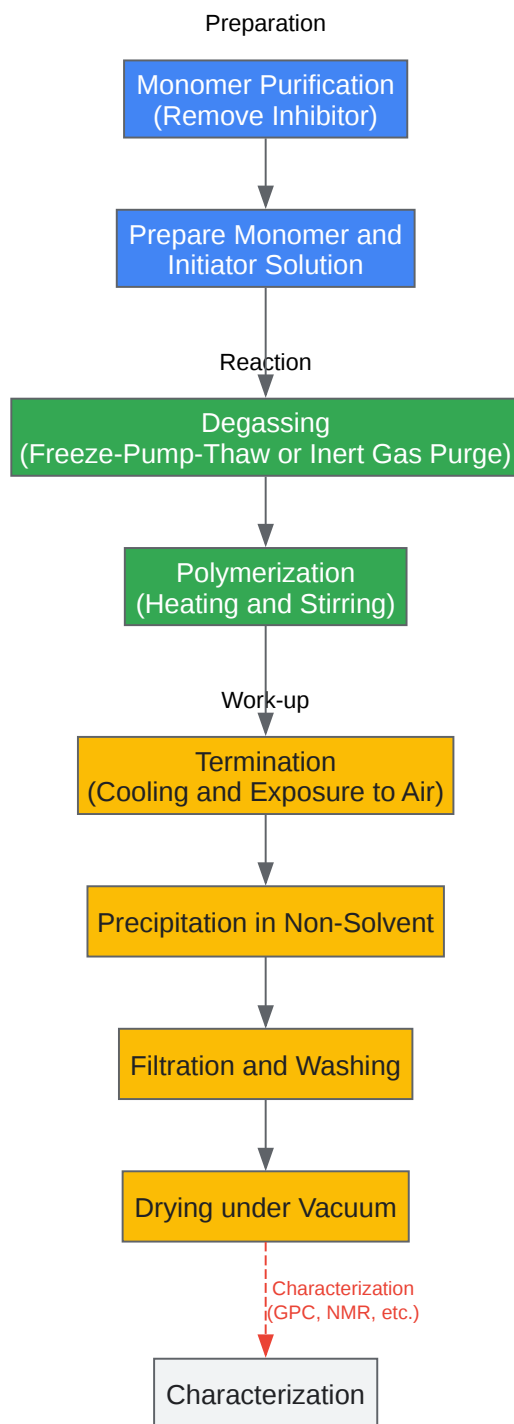 Preparation
Monomer Purification
(Remove Inhibitor)
Prepare Monomer and
Initiator Solution
Reaction
Degassing
(Freeze-Pump-Thaw or Inert Gas Purge)
Polymerization
(Heating and Stirring)
Work-up
Termination
(Cooling and Exposure to Air)
Precipitation in Non-Solvent
Filtration and Washing
Drying under Vacuum
Characterization
(GPC, NMR, etc.)
Characterization